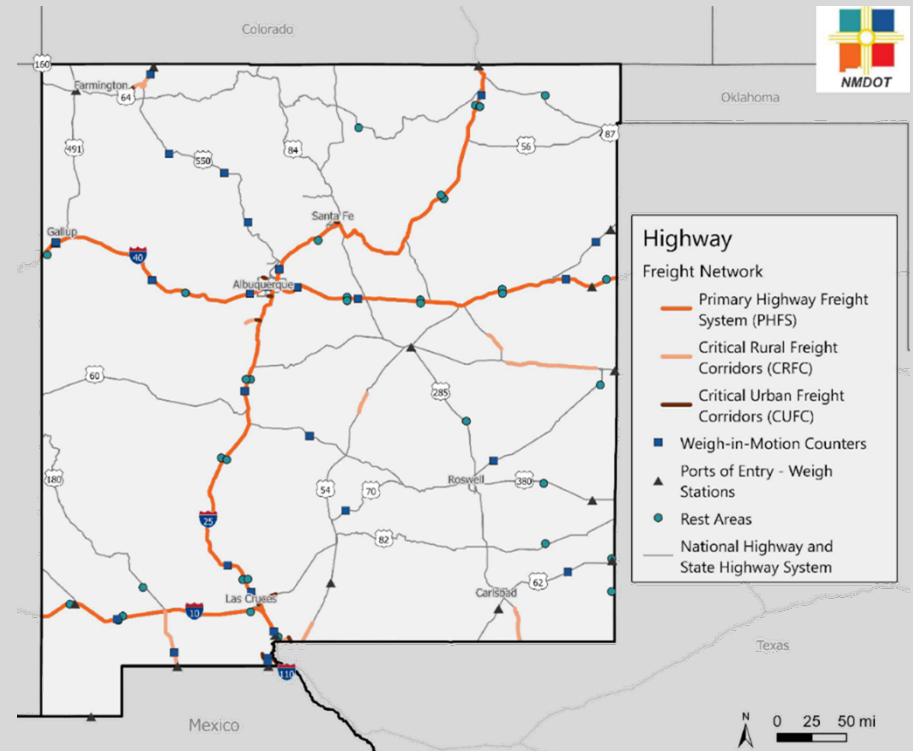 Colorado
NMDOT
160
Farmington
64
Oklahoma
87
491
550
84
56
Santa Fe
Gallup
40
Albuquerque
Highway
Freight Network
Primary Highway Freight
System (PHFS)
Critical Rural Freight
Corridors (CRFC)
Critical Urban Freight
Corridors (CUFC)
Weigh-in-Motion Counters
Ports of Entry - Weigh
Stations
Rest Areas
National Highway and
State Highway System
60
285
180
54
70
Roswell
380
25
82
Las Cruces
10
Carlsbad
62
110
Texas
Mexico
N
0 25 50 mi